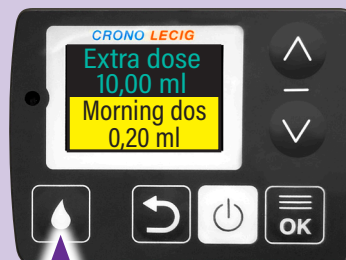 CRONO LECIG
Extra dose
10,00 ml
Morning dos
0,20 ml
OK